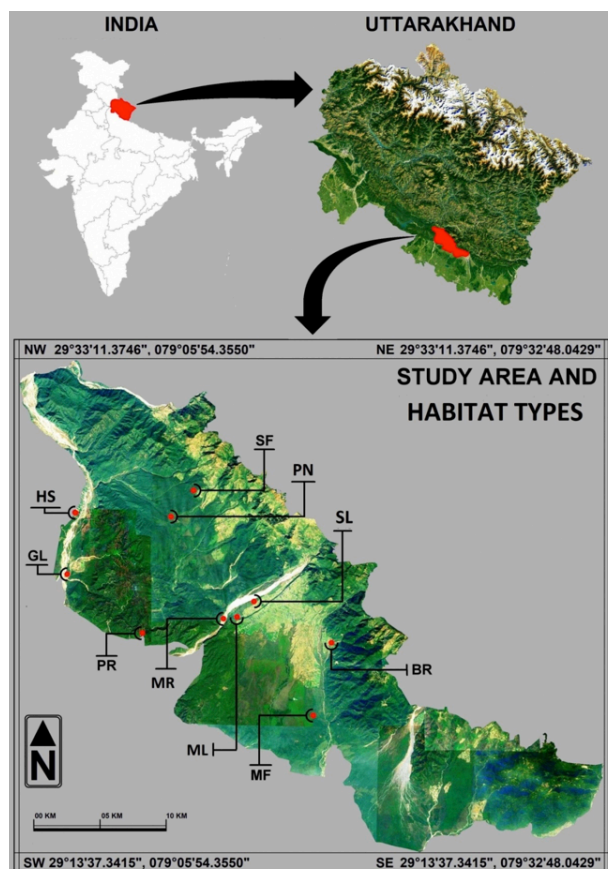 INDIA
UTTARAKHAND
NW 29°33'11.3746", 079°05'54.3550"
NE 29°33'11.3746", 079°32'48.0429"
STUDY AREA AND
HABITAT TYPES
SF
PN
HS
SL
GL
PR
MR
BR
ML
MF
N
00 KM
05 KM
10 KM
SW 29°13'37.3415", 079°05'54.3550"
SE 29°13'37.3415", 079°32'48.0429"